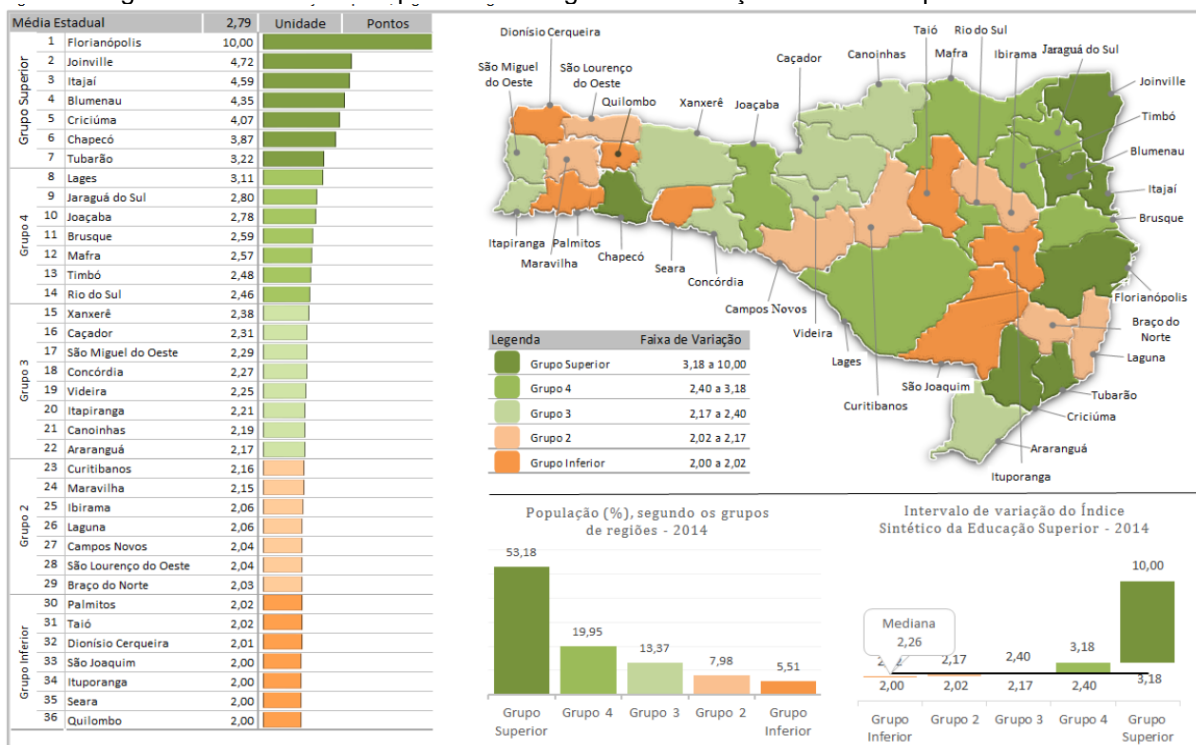 Média Estadual 2,79 Unidade Pontos
Grupo Superior
1 Florianópolis 10,00
2 Joinville 4,72
3 Itajaí 4,59
4 Blumenau 4,35
5 Criciúma 4,07
6 Chapecó 3,87
7 Tubarão 3,22
Grupo 4
8 Lages 3,11
9 Jaraguá do Sul 2,80
10 Joaçaba 2,78
11 Brusque 2,59
12 Mafra 2,57
13 Timbó 2,48
14 Rio do Sul 2,46
Grupo 3
15 Xanxerê 2,38
16 Caçador 2,31
17 São Miguel do Oeste 2,29
18 Concórdia 2,27
19 Videira 2,25
20 Itapiranga 2,21
21 Canoinhas 2,19
22 Araranguá 2,17
Grupo 2
23 Curitibanos 2,16
24 Maravilha 2,15
25 Ibirama 2,06
26 Laguna 2,06
27 Campos Novos 2,04
28 São Lourenço do Oeste 2,04
29 Braço do Norte 2,03
Grupo Inferior
30 Palmitos 2,02
31 Taió 2,02
32 Dionísio Cerqueira 2,01
33 São Joaquim 2,00
34 Ituporanga 2,00
35 Seara 2,00
36 Quilombo 2,00
Dionísio Cerqueira
São Miguel
do Oeste
São Lourenço
do Oeste
Quilombo
Xanxerê
Joaçaba
Caçador
Canoinhas
Taió
Mafra
Rio do Sul
Ibirama
Jaraguá do Sul
Joinville
Timbó
Blumenau
Itajaí
Brusque
Florianópolis
Braço do
Norte
Laguna
Tubarão
Criciúma
Araranguá
Ituporanga
Itapiranga
Maravilha
Palmitos
Chapecó
Seara
Concórdia
Campos Novos
Videira
Lages
Curitibanos
São Joaquim
Legenda Faixa de Variação
Grupo Superior 3,18 a 10,00
Grupo 4 2,40 a 3,18
Grupo 3 2,17 a 2,40
Grupo 2 2,02 a 2,17
Grupo Inferior 2,00 a 2,02
População (%), segundo os grupos
de regiões - 2014
53,18
19,95
13,37
7,98
5,51
Grupo
Superior
Grupo 4
Grupo 3
Grupo 2
Grupo
Inferior
Intervalo de variação do Índice
Sintético da Educação Superior - 2014
Mediana
2,26
2,17 2,40 3,18 10,00
2,00 2,02 2,17 2,40 3,18
Grupo
Inferior
Grupo 2
Grupo 3
Grupo 4
Grupo
Superior